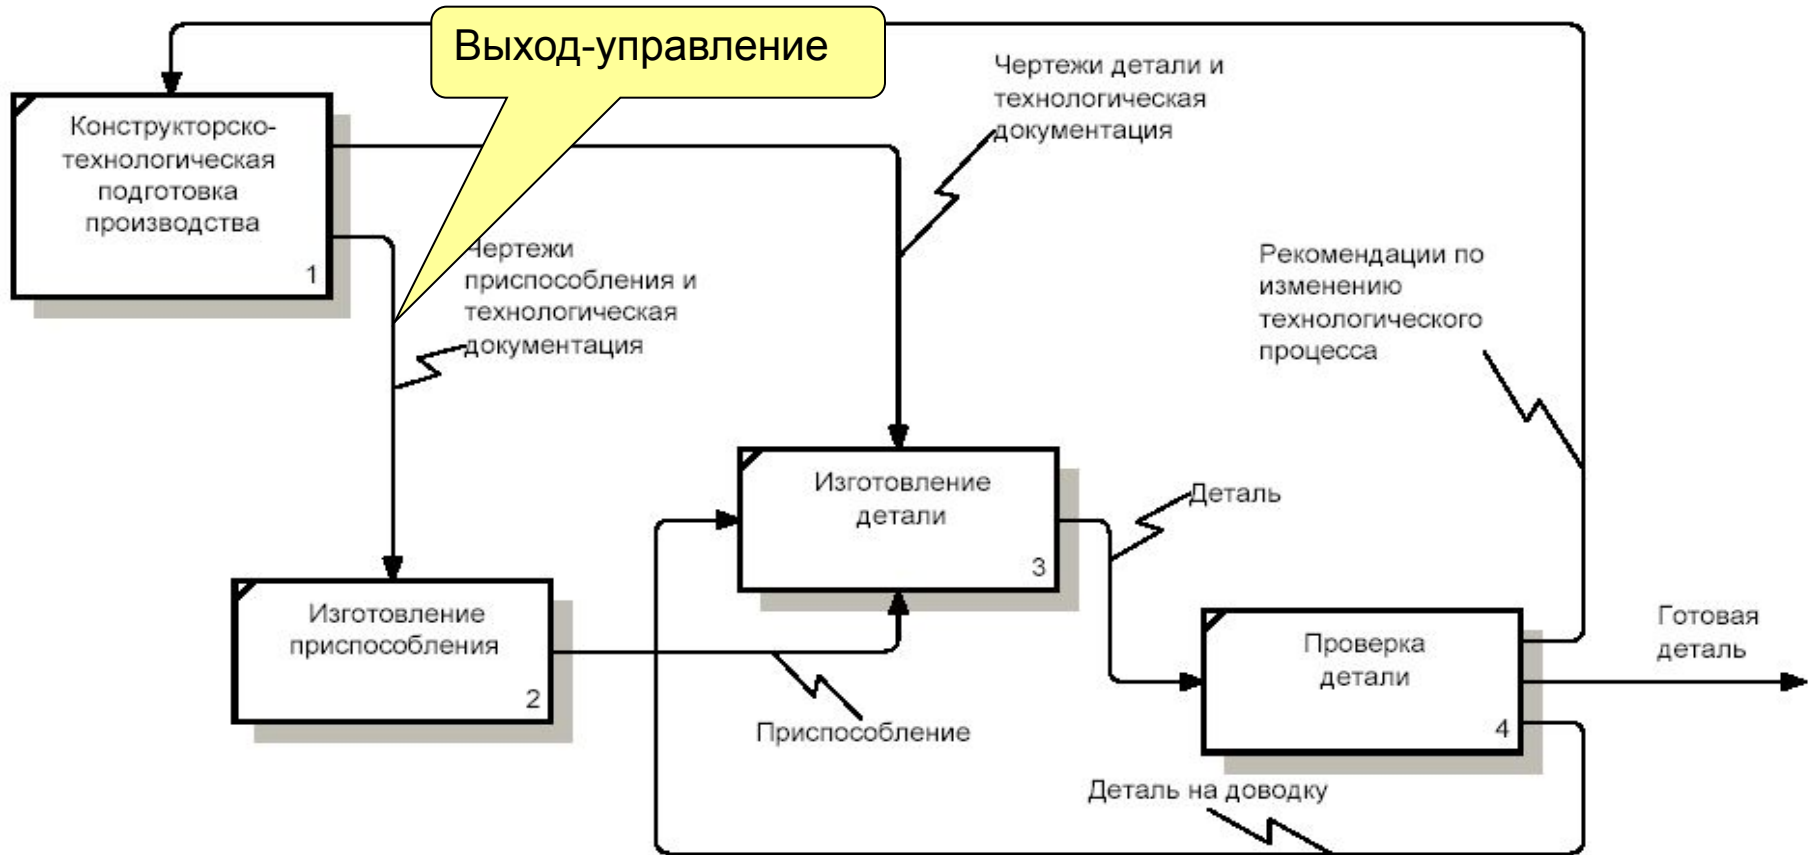 Выход-управление
Чертежи детали и
технологическая
документация
Конструкторско-
технологическая
подготовка
производства
1
Чертежи
приспособления и
технологическая
документация
Рекомендации по
изменению
технологического
процесса
Изготовление
детали
3
Деталь
Изготовление
приспособления
2
Приспособление
Проверка
детали
4
Готовая
деталь
Деталь на доводку